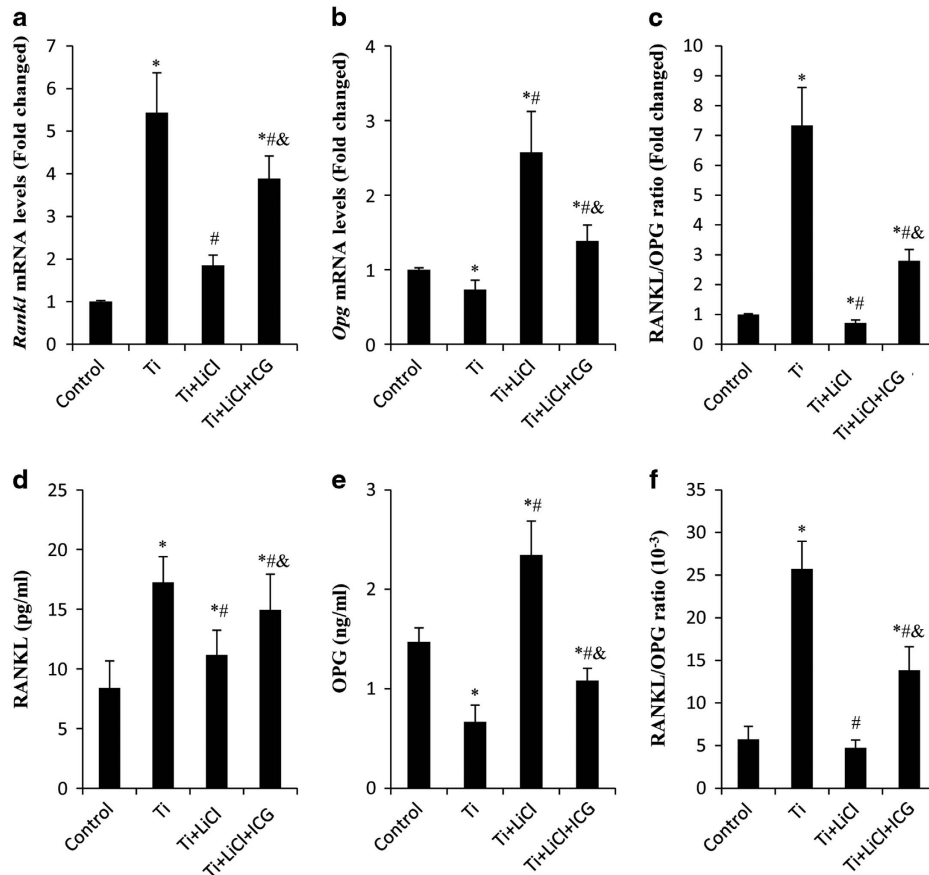 a
Rankl mRNA levels (Fold changed)
7
6
5
4
3
2
1
0
*
#
*#&
Control
Ti
Ti+LiCl
Ti+LiCl+ICG
b
Opg mRNA levels (Fold changed)
4
3
2
1
0
*
*#
*#&
Control
Ti
Ti+LiCl
Ti+LiCl+ICG
c
RANKL/OPG ratio (Fold changed)
10
9
8
7
6
5
4
3
2
1
0
*
*#
*#&
Control
Ti
Ti+LiCl
Ti+LiCl+ICG
d
RANKL (pg/ml)
25
20
15
10
5
0
*
*#
*#&
Control
Ti
Ti+LiCl
Ti+LiCl+ICG
e
OPG (ng/ml)
3
2
1
0
*
*#
*#&
Control
Ti
Ti+LiCl
Ti+LiCl+ICG
f
RANKL/OPG ratio (10⁻³)
35
30
25
20
15
10
5
0
*
#
*#&
Control
Ti
Ti+LiCl
Ti+LiCl+ICG